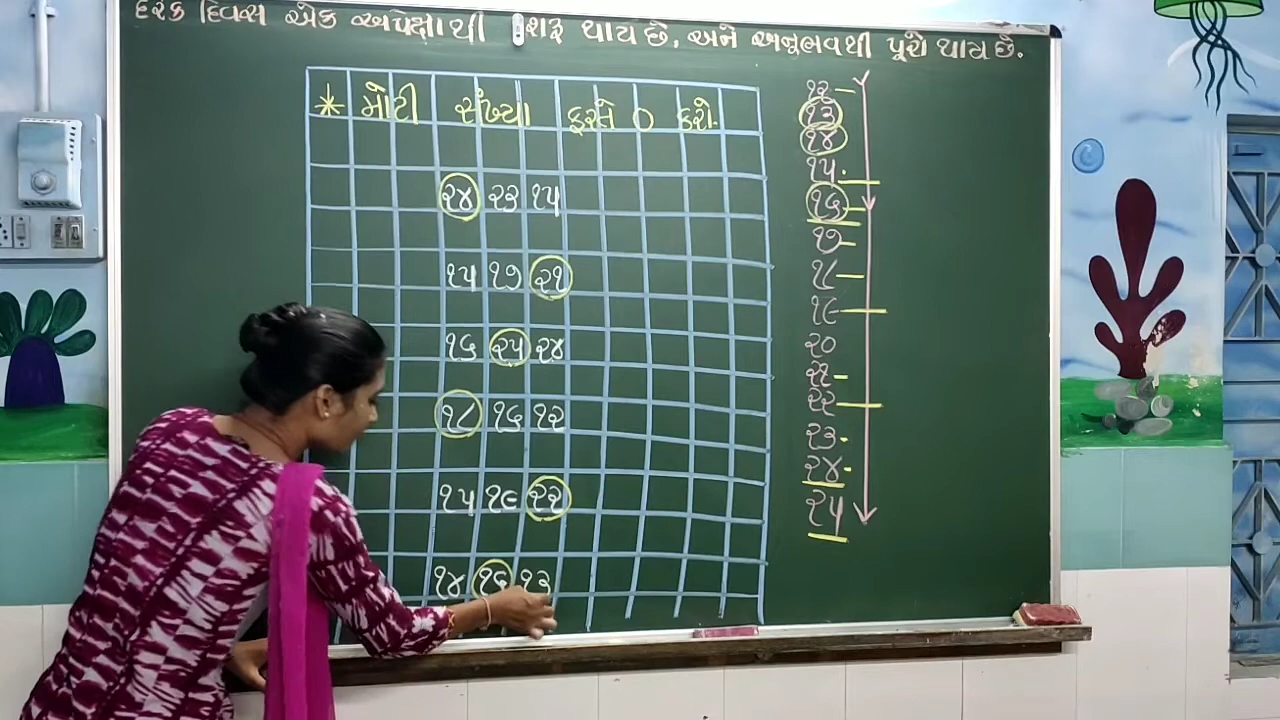 દરેક દિવસ એક અપેક્ષાથી શરૂ થાય છે, અને અનુભવથી પૂરો થાય છે.
* મોટી સંખ્યા ફરતે ૦ કરો.
૨૪ ૨૩ ૧૫
૧૫ ૧૭ ૨૧
૧૬ ૨૫ ૨૪
૧૮ ૧૬ ૧૨
૧૫ ૧૯ ૨૨
૧૪ ૧૬ ૧૩
૧૨
૧૩
૧૪
૧૫
૧૬
૧૭
૧૮
૧૯
૨૦
૨૧
૨૨
૨૩
૨૪
૨૫